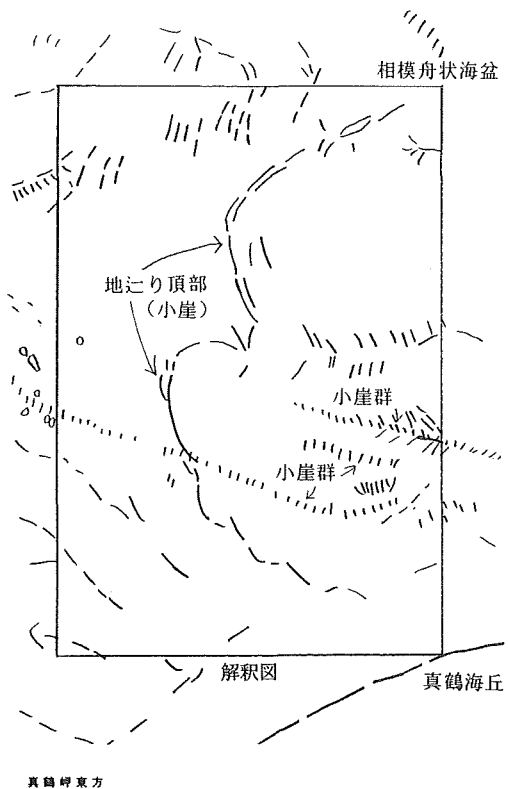 相模舟状海盆
地辷り頂部
（小崖）
小崖群
小崖群
解釈図
真鶴海丘
真鶴岬東方